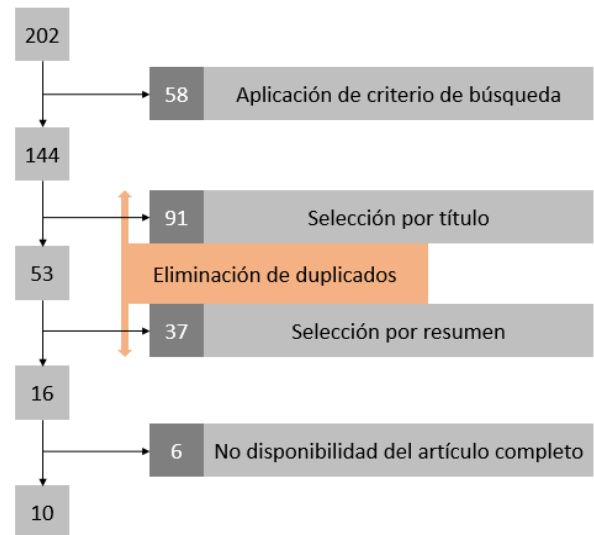 202
58 Aplicación de criterio de búsqueda
144
91 Selección por título
53 Eliminación de duplicados
37 Selección por resumen
16
6 No disponibilidad del artículo completo
10